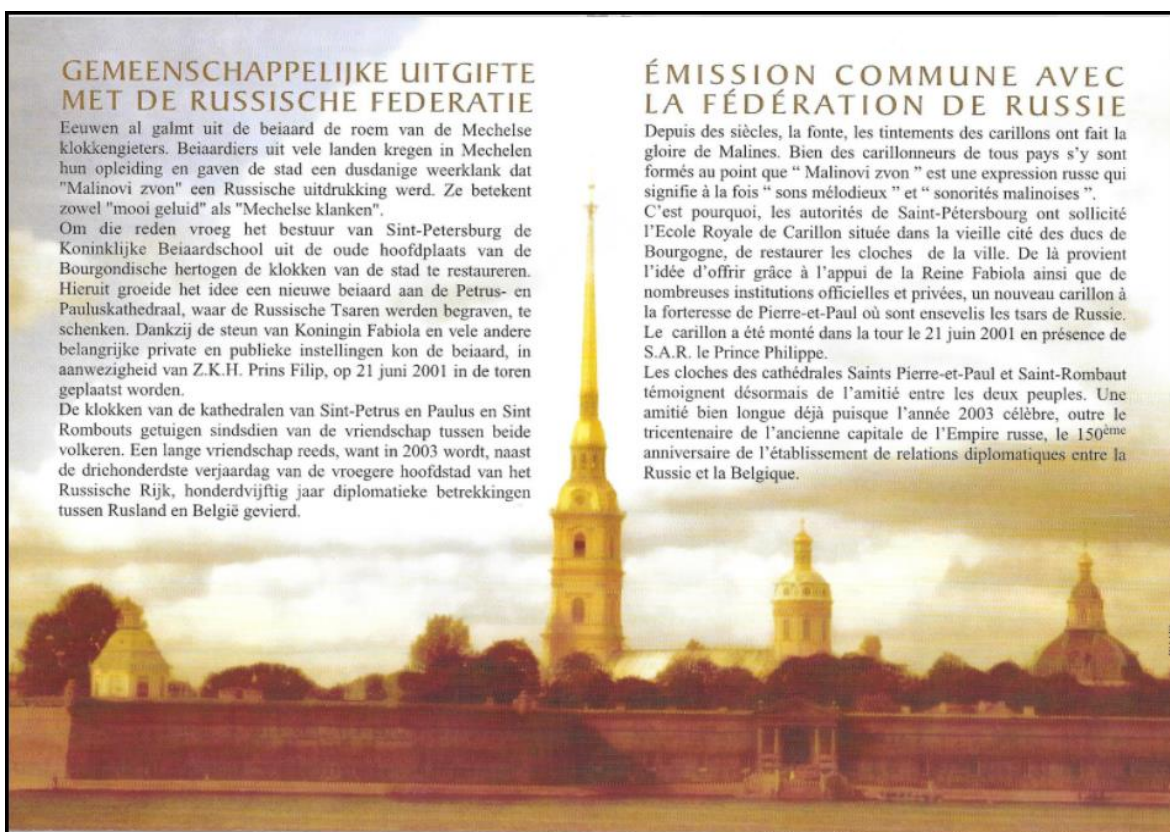 GEMEENSCHAPPELIJKE UITGIFTE
MET DE RUSSISCHE FEDERATIE
Eeuwen al galmt uit de beiaard de roem van de Mechelse
klokkengieters. Beiaardiers uit vele landen kregen in Mechelen
hun opleiding en gaven de stad een dusdanige weerklank dat
"Malinovi zvon" een Russische uitdrukking werd. Ze betekent
zowel "mooi geluid" als "Mechelse klanken".
Om die reden vroeg het bestuur van Sint-Petersburg de
Koninklijke Beiaardschool uit de oude hoofdplaats van de
Bourgondische hertogen de klokken van de stad te restaureren.
Hieruit groeide het idee een nieuwe beiaard aan de Petrus- en
Pauluskathedraal, waar de Russische Tsaren werden begraven, te
schenken. Dankzij de steun van Koningin Fabiola en vele andere
belangrijke private en publieke instellingen kon de beiaard, in
aanwezigheid van Z.K.H. Prins Filip, op 21 juni 2001 in de toren
geplaatst worden.
De klokken van de kathedralen van Sint-Petrus en Paulus en Sint
Rombouts getuigen sindsdien van de vriendschap tussen beide
volkeren. Een lange vriendschap reeds, want in 2003 wordt, naast
de driehonderdste verjaardag van de vroegere hoofdstad van het
Russische Rijk, honderdvijftig jaar diplomatieke betrekkingen
tussen Rusland en België gevierd.
ÉMISSION COMMUNE AVEC
LA FÉDÉRATION DE RUSSIE
Depuis des siècles, la fonte, les tintements des carillons ont fait la
gloire de Malines. Bien des carillonneurs de tous pays s’y sont
formés au point que “ Malinovi zvon ” est une expression russe qui
signifie à la fois “ sons mélodieux ” et “ sonorités malinoises ”.
C’est pourquoi, les autorités de Saint-Pétersbourg ont sollicité
l’Ecole Royale de Carillon située dans la vieille cité des ducs de
Bourgogne, de restaurer les cloches de la ville. De là provient
l’idée d’offrir grâce à l’appui de la Reine Fabiola ainsi que de
nombreuses institutions officielles et privées, un nouveau carillon à
la forteresse de Pierre-et-Paul où sont ensevelis les tsars de Russie.
Le carillon a été monté dans la tour le 21 juin 2001 en présence de
S.A.R. le Prince Philippe.
Les cloches des cathédrales Saints Pierre-et-Paul et Saint-Rombaut
témoignent désormais de l’amitié entre les deux peuples. Une
amitié bien longue déjà puisque l’année 2003 célèbre, outre le
tricentenaire de l’ancienne capitale de l’Empire russe, le 150ème
anniversaire de l’établissement de relations diplomatiques entre la
Russie et la Belgique.